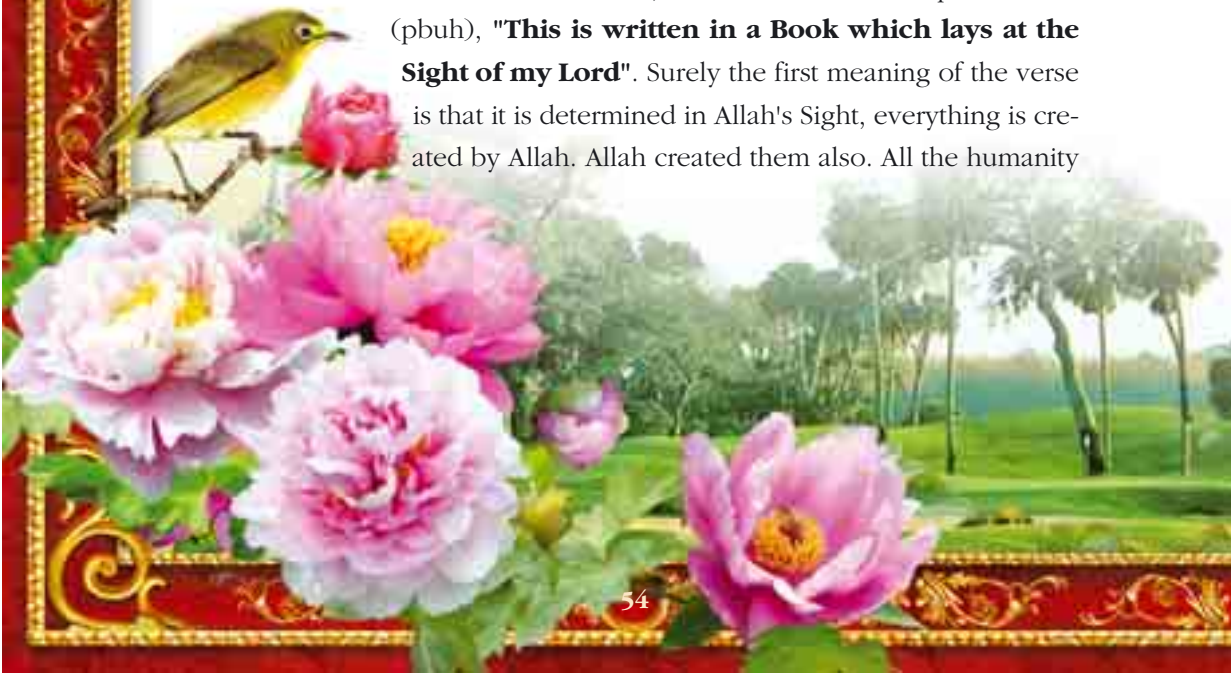 (pbuh), "This is written in a Book which lays at the
Sight of my Lord". Surely the first meaning of the verse
is that it is determined in Allah's Sight, everything is cre-
ated by Allah. Allah created them also. All the humanity
54